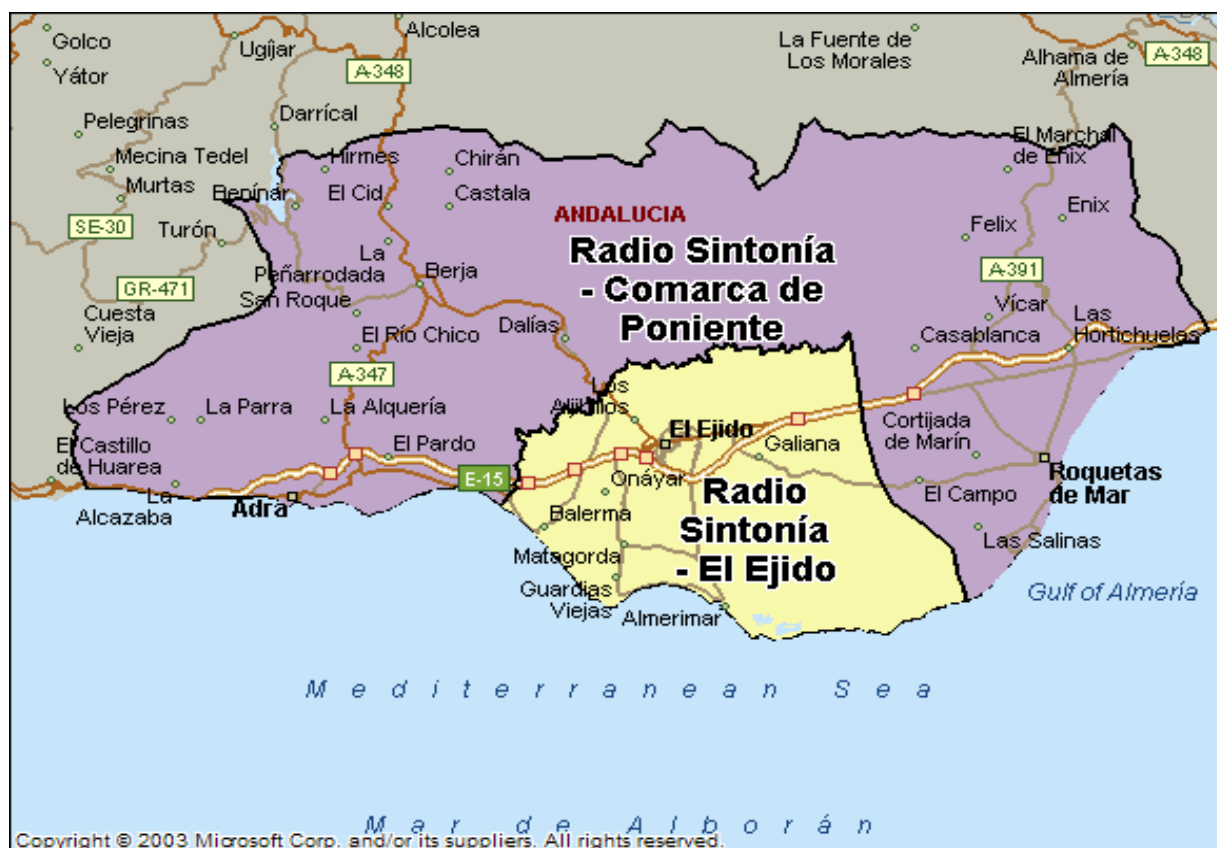 Golco
Ugíjar
Alcolea
La Fuente de
Los Morales
Alhama de
Almería
A-348
A-348
Yátor
Pelegrinas
Darrícal
Mecina Tedel
Hirmes
Chirán
El Marchal
de Enix
Murtas
Benínar
El Cid
Castala
ANDALUCIA
Enix
SE-30
Turón
Felix
La
Peñarrodada
Berja
Radio Sintonía
- Comarca de
Poniente
A-391
GR-471
San Roque
Vícar
Cuesta
Vieja
El Río Chico
Dalías
Casablanca
Las
Hortichuelas
A-347
Los
Aljibillos
Los Pérez
La Parra
La Alquería
El Ejido
Cortijada
de Marín
El Castillo
de Huarea
El Pardo
Galiana
E-15
Onáyar
Roquetas
de Mar
La
Alcazaba
Adra
Radio
Sintonía
- El Ejido
El Campo
Balerma
Las Salinas
Matagorda
Guardias
Viejas
Almerimar
Gulf of Almería
Mediterranean Sea
Mar de Alborán
Copyright © 2003 Microsoft Corp. and/or its suppliers. All rights reserved.